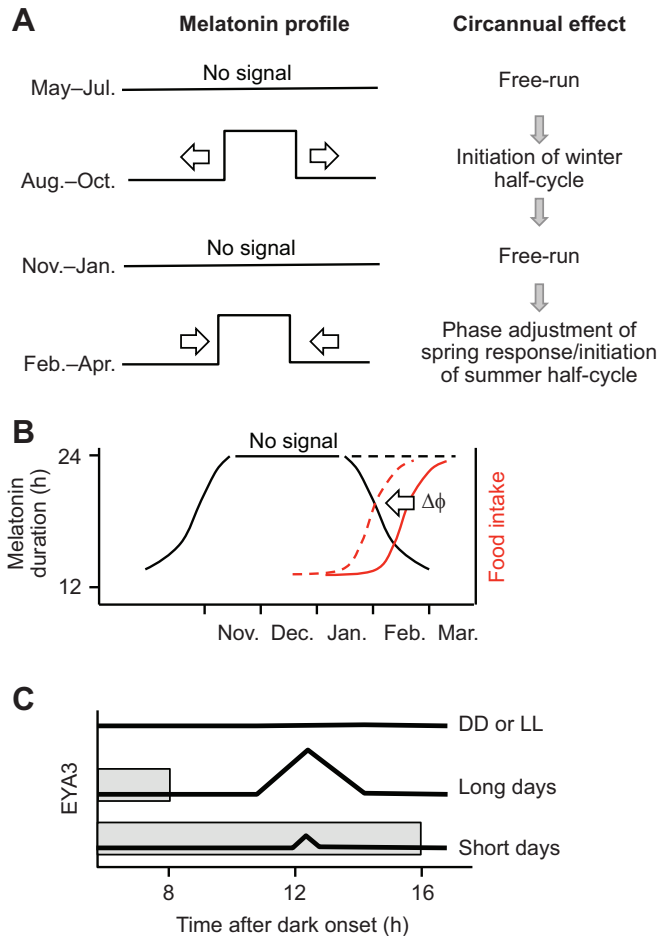 A
Melatonin profile
Circannual effect
No signal
May–Jul.
Free-run
Aug.–Oct.
Initiation of winter
half-cycle
No signal
Nov.–Jan.
Free-run
Feb.–Apr.
Phase adjustment of
spring response/initiation
of summer half-cycle
B
No signal
24
12
Melatonin
duration (h)
Δϕ
Food intake
Nov. Dec. Jan. Feb. Mar.
C
EYA3
DD or LL
Long days
Short days
8 12 16
Time after dark onset (h)